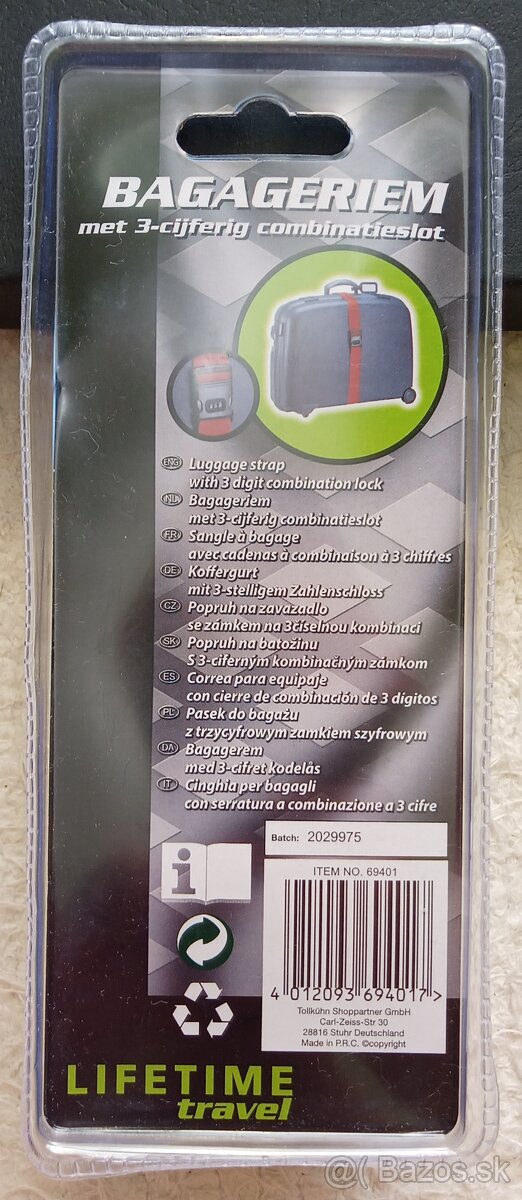 BAGAGERIEM
met 3-cijferig combinatieslot
ENG Luggage strap
with 3 digit combination lock
NL Bagageriem
met 3-cijferig combinatieslot
FR Sangle à bagage
avec cadenas à combinaison à 3 chiffres
DE Koffergurt
mit 3-stelligem Zahlenschloss
CZ Popruh na zavazadlo
se zámkem na 3číselnou kombinaci
SK Popruh na batožinu
S 3-ciferným kombinačným zámkom
ES Correa para equipaje
con cierre de combinación de 3 dígitos
PL Pasek do bagażu
z trzycyfrowym zamkiem szyfrowym
DA Bagagerem
med 3-cifret kodelås
IT Cinghia per bagagli
con serratura a combinazione a 3 cifre
Batch: 2029975
i
ITEM NO. 69401
4 012093 694017 >
Tollkühn Shoppartner GmbH
Carl-Zeiss-Str 30
28816 Stuhr Deutschland
Made in P.R.C. ©copyright
LIFETIME
travel
@( Bazos.sk